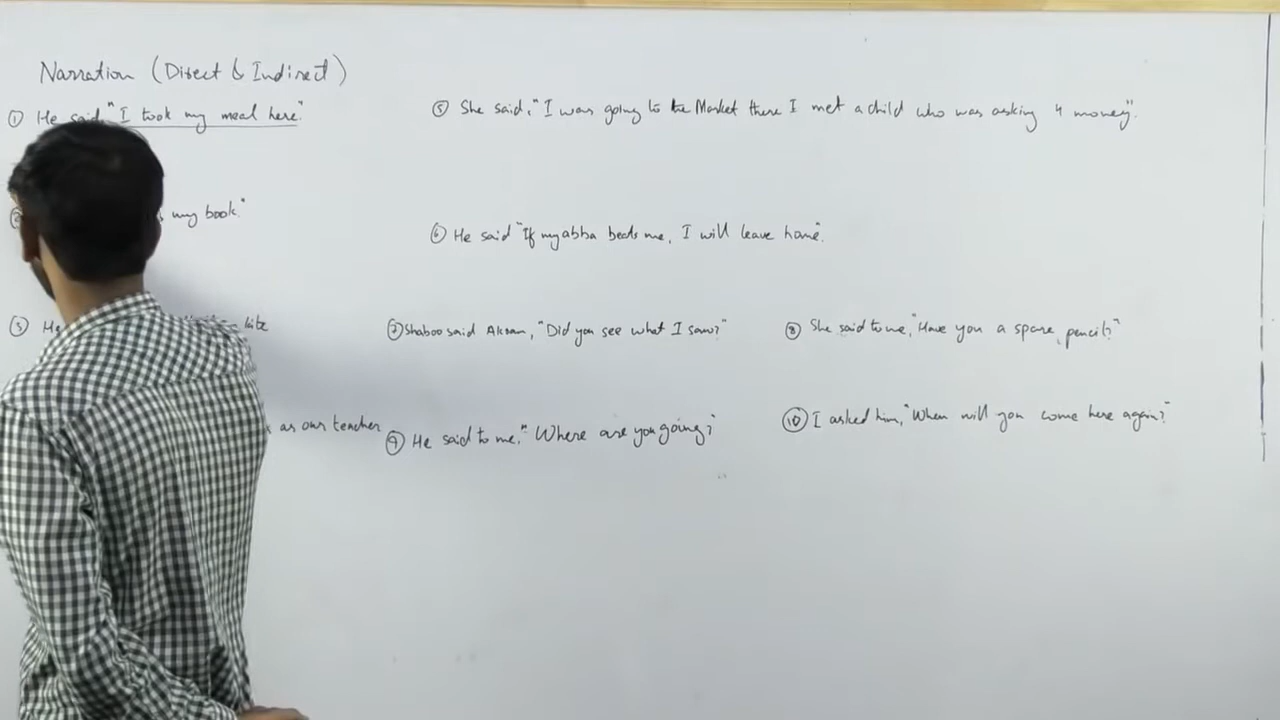 Narration (Direct & Indirect)
① He said "I took my meal here".
my book."
③ He
kite
as our teacher
⑤ She said, "I was going to the Market there I met a child who was asking 4 money".
⑥ He said "If my abba beats me, I will leave home".
⑦ Shaboo said Akram, "Did you see what I saw?"
⑧ She said to me, "Have you a spare pencil?"
⑨ He said to me, "Where are you going?"
⑩ I asked him, "When will you come here again?"